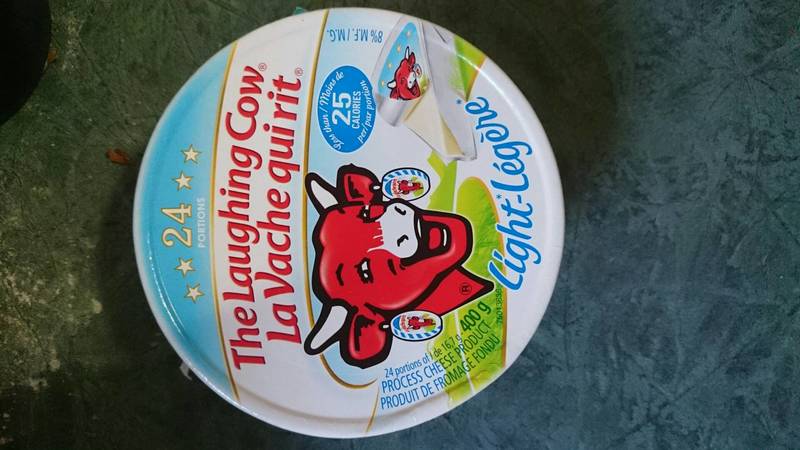 24
PORTIONS
The Laughing Cow®
La Vache qui rit®
8% M.F./M.G.
Less than/Moins de
25
CALORIES
per/par portion
Light·Légère
24 portions of / de 16,7 g 400 g
PROCESS CHEESE PRODUCT
PRODUIT DE FROMAGE FONDU
®